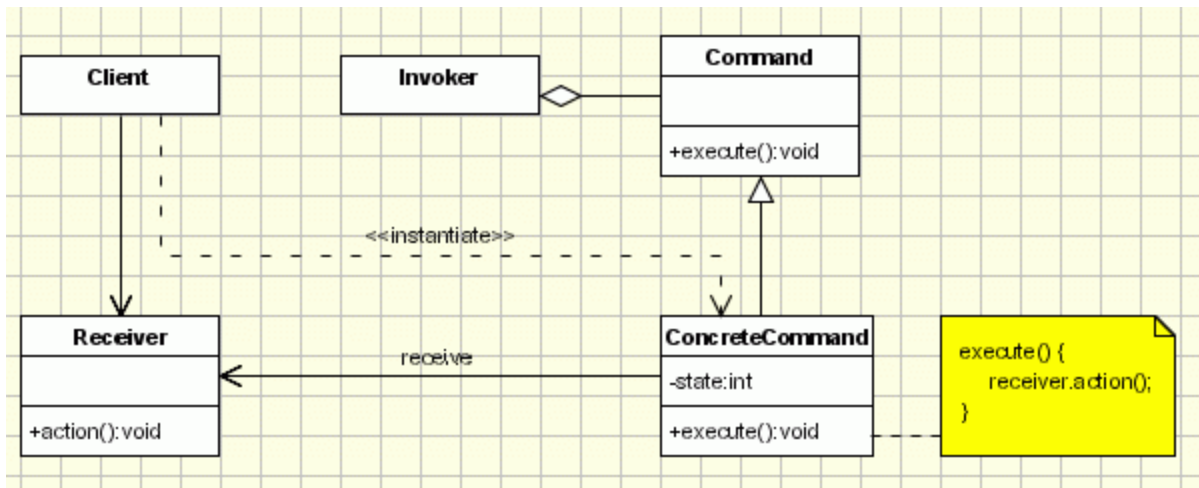 Client
Invoker
Command
+execute():void
<<instantiate>>
Receiver
+action():void
receive
ConcreteCommand
-state:int
+execute():void
execute() {
receiver.action();
}